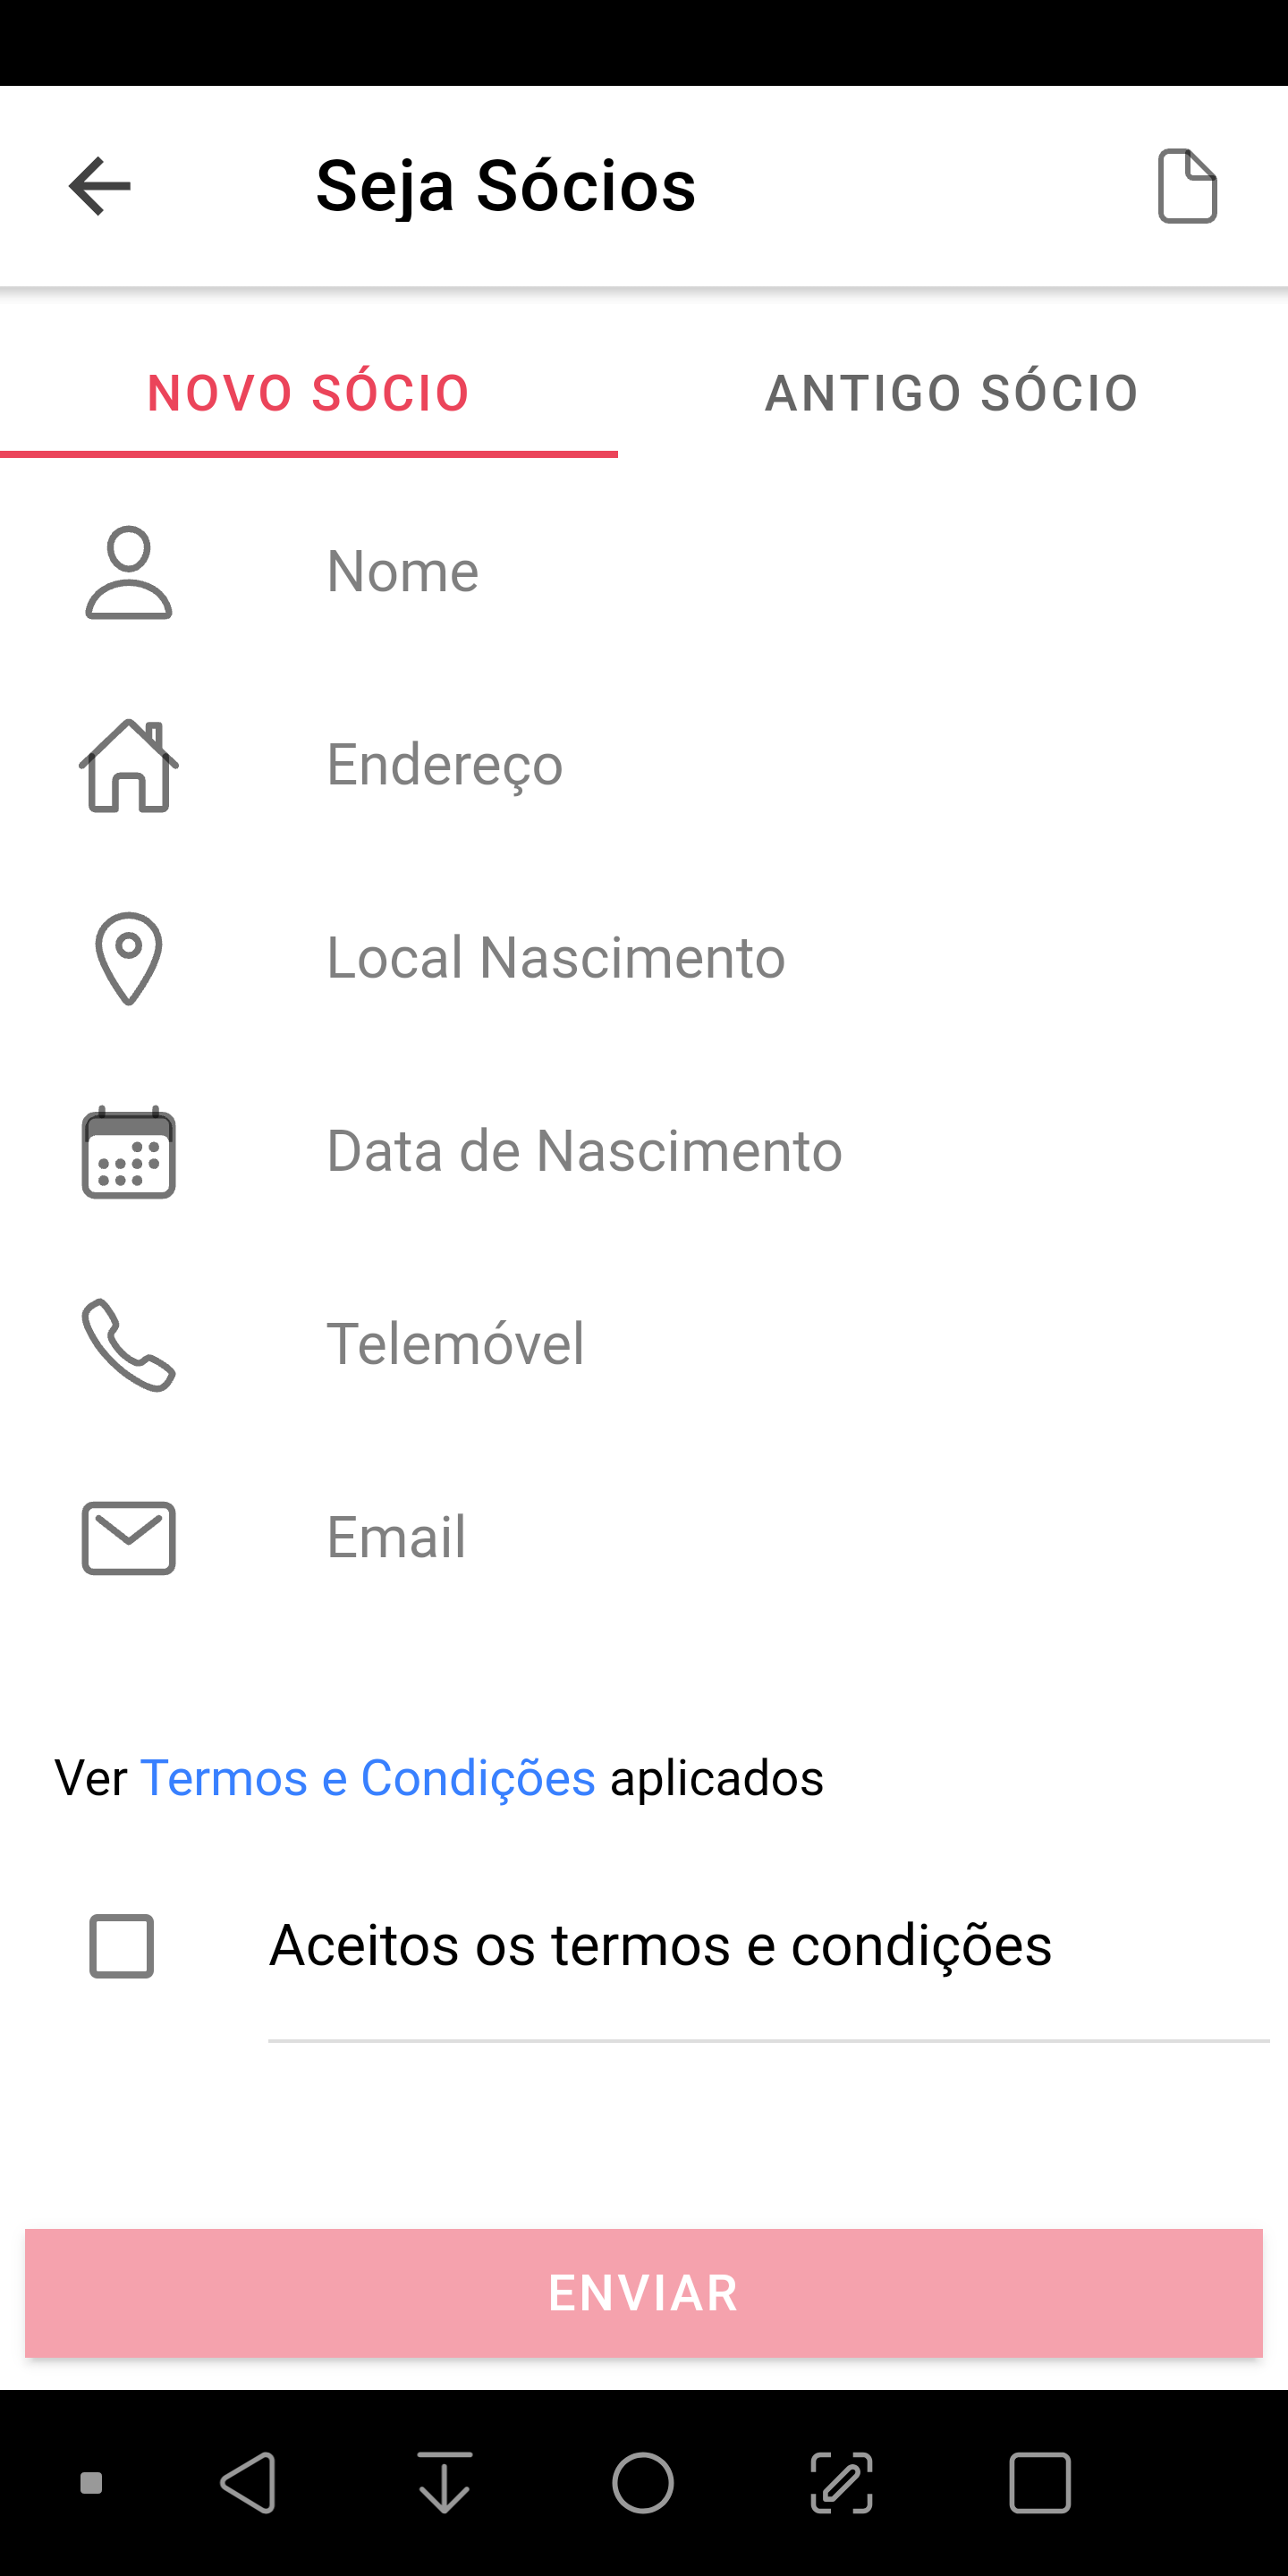 Seja Sócios
NOVO SÓCIO
ANTIGO SÓCIO
Nome
Endereço
Local Nascimento
Data de Nascimento
Telemóvel
Email
Ver Termos e Condições aplicados
Aceitos os termos e condições
ENVIAR